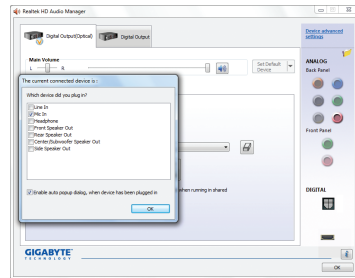 Realtek HD Audio Manager
Digital Output(Optical)
Digital Output
Device advanced
settings
Main Volume
L
R
Set Default
Device
ANALOG
Back Panel
The current connected device is :
Which device did you plug in?
Line In
Mic In
Headphone
Front Speaker Out
Rear Speaker Out
Center/Subwoofer Speaker Out
Side Speaker Out
Front Panel
when running in shared
Enable auto popup dialog, when device has been plugged in
DIGITAL
OK
GIGABYTE
TECHNOLOGY
OK